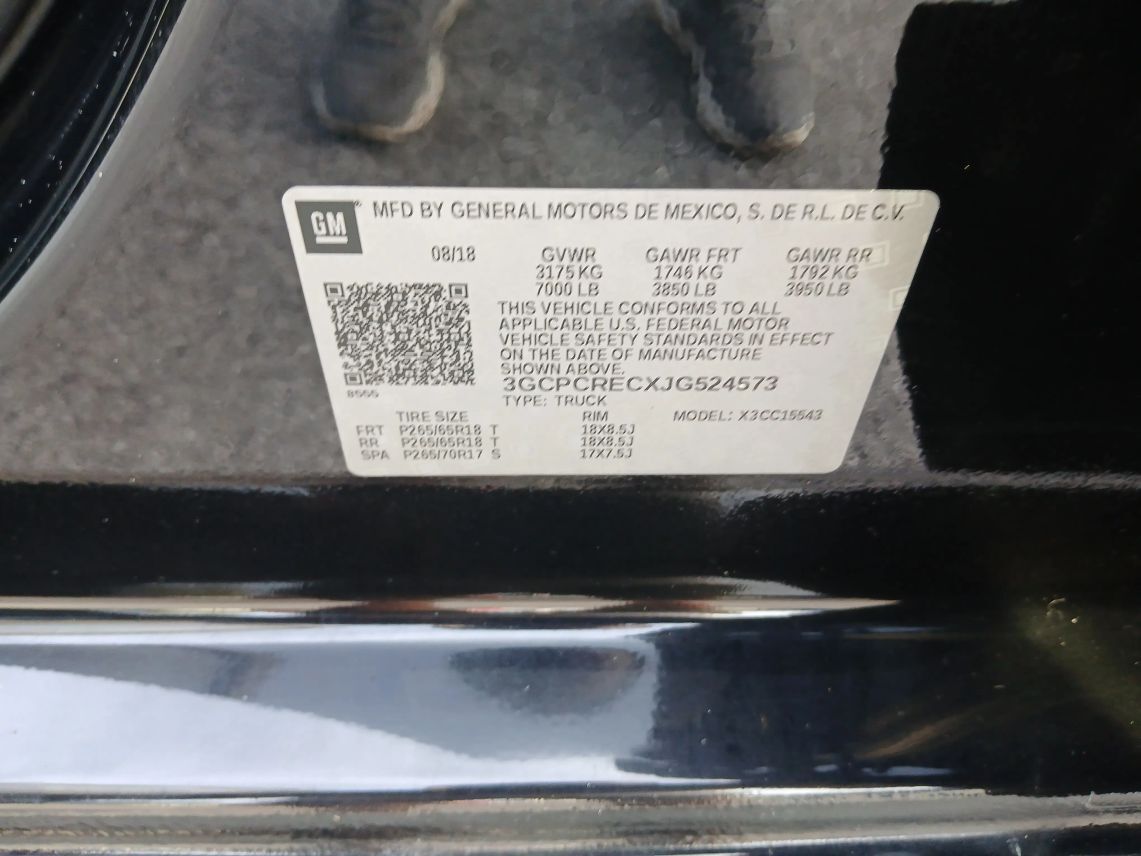 GM® MFD BY GENERAL MOTORS DE MEXICO, S. DE R.L. DE C.V.
08/18 GVWR GAWR FRT GAWR RR
3175 KG 1746 KG 1792 KG
7000 LB 3850 LB 3950 LB
THIS VEHICLE CONFORMS TO ALL
APPLICABLE U.S. FEDERAL MOTOR
VEHICLE SAFETY STANDARDS IN EFFECT
ON THE DATE OF MANUFACTURE
SHOWN ABOVE.
3GCPCRECXJG524573
8555
TYPE: TRUCK
TIRE SIZE RIM MODEL: X3CC15543
FRT P265/65R18 T 18X8.5J
RR P265/65R18 T 18X8.5J
SPA P265/70R17 S 17X7.5J